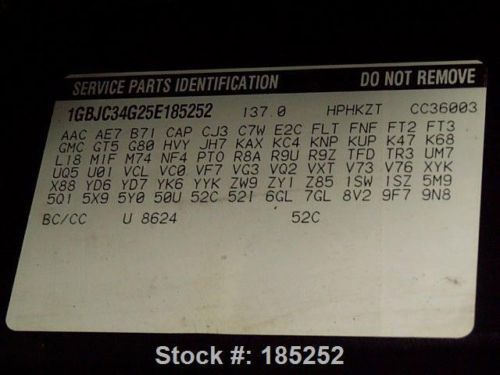 SERVICE PARTS IDENTIFICATION DO NOT REMOVE
1GBJC34G25E185252 137.0 HPHKZT CC36003
AAC AE7 B71 CAP CJ3 C7W E2C FLT FNF FT2 FT3
GMC GT5 G80 HVY JH7 KAX KC4 KNP KUP K47 K68
L18 MIF M74 NF4 PTO R8A R9U R9Z TFD TR3 UM7
UQ5 U01 VCL VC0 VF7 VG3 VQ2 VXT V73 V76 XYK
X88 YD6 YD7 YK6 YYK ZW9 ZY1 Z85 1SW 1SZ 5M9
5Q1 5X9 5Y0 50U 52C 52I 6GL 7GL 8V2 9F7 9N8
BC/CC U 8624 52C
Stock #: 185252